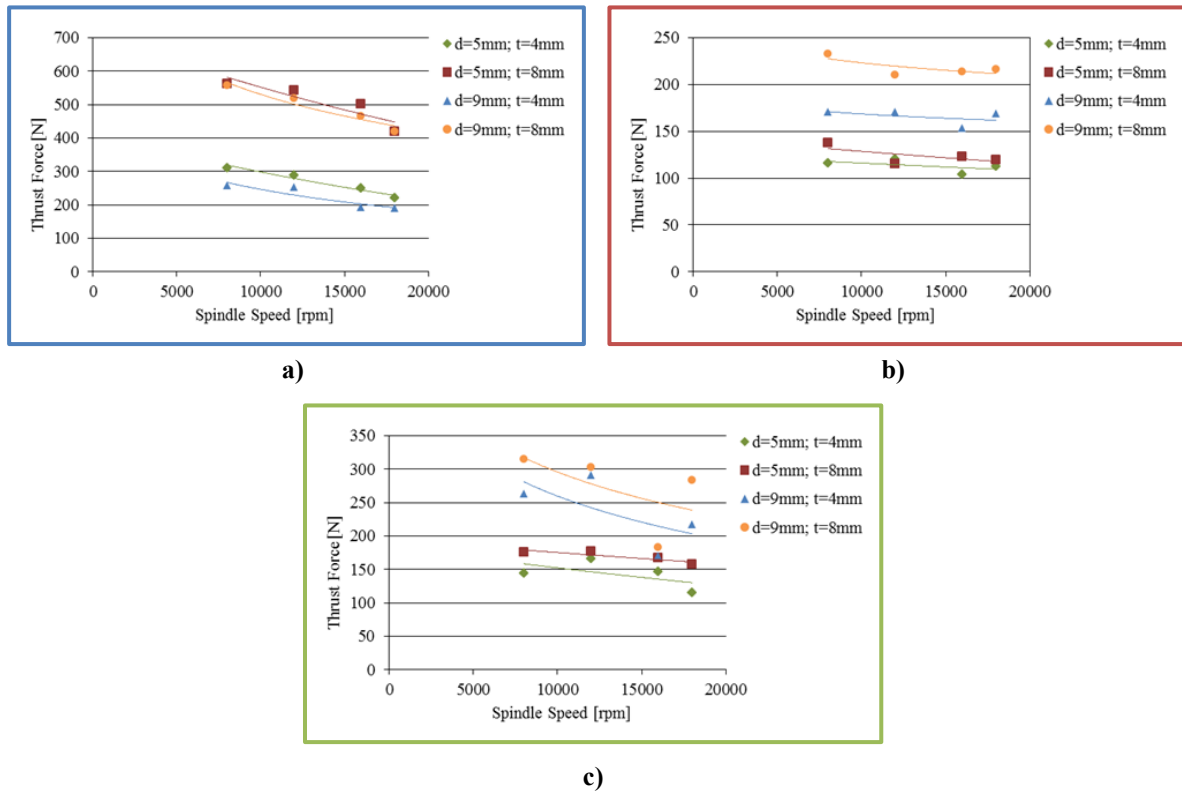 700
600
500
400
300
200
100
0
Thrust Force [N]
0 5000 10000 15000 20000
Spindle Speed [rpm]
d=5mm; t=4mm
d=5mm; t=8mm
d=9mm; t=4mm
d=9mm; t=8mm
a)
250
200
150
100
50
0
Thrust Force [N]
0 5000 10000 15000 20000
Spindle Speed [rpm]
d=5mm; t=4mm
d=5mm; t=8mm
d=9mm; t=4mm
d=9mm; t=8mm
b)
350
300
250
200
150
100
50
0
Thrust Force [N]
0 5000 10000 15000 20000
Spindle Speed [rpm]
d=5mm; t=4mm
d=5mm; t=8mm
d=9mm; t=4mm
d=9mm; t=8mm
c)